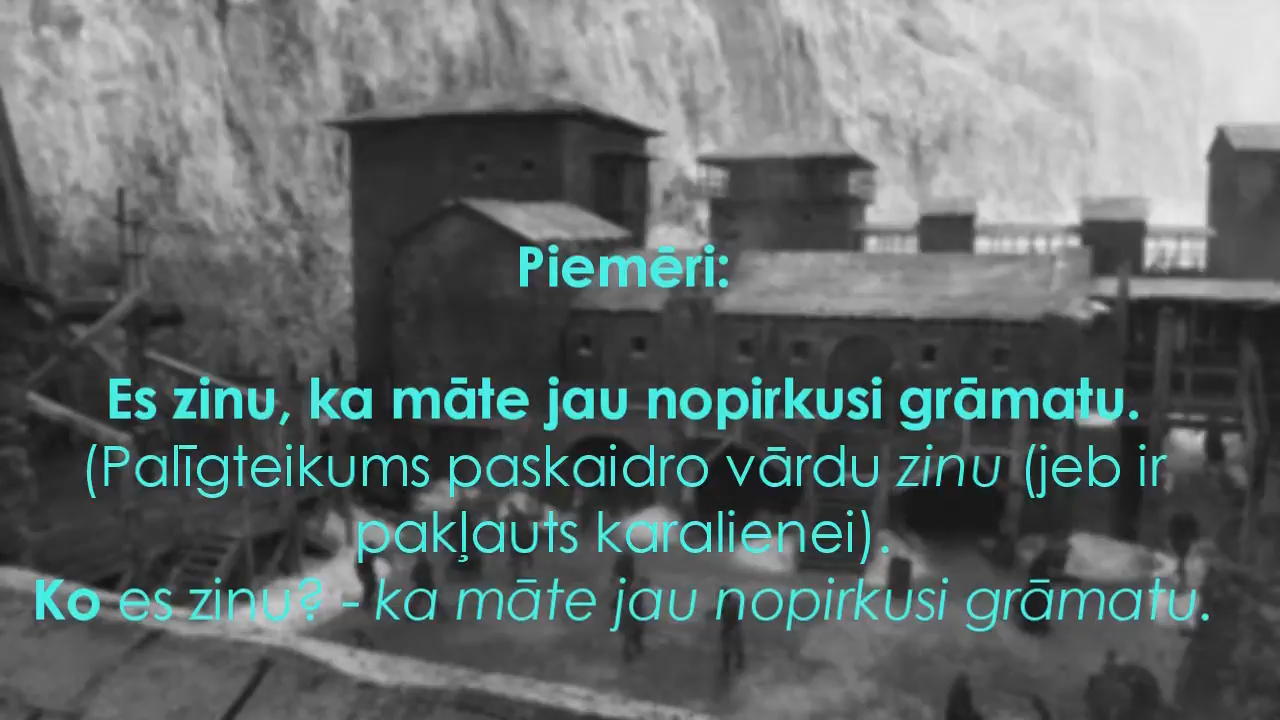 Piemēri:
Es zinu, ka māte jau nopirkusi grāmatu.
(Palīgteikums paskaidro vārdu zinu (jeb ir
pakļauts karalienei).
Ko es zinu? - ka māte jau nopirkusi grāmatu.